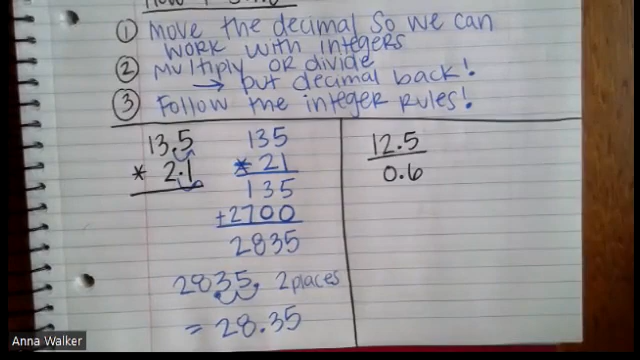 ① Move the decimal so we can
work with integers
② Multiply or divide
→ put decimal back!
③ Follow the integer rules!
13.5
* 2.1
135
* 21
135
+2700
2835
2835. 2 places
= 28.35
12.5
0.6
Anna Walker